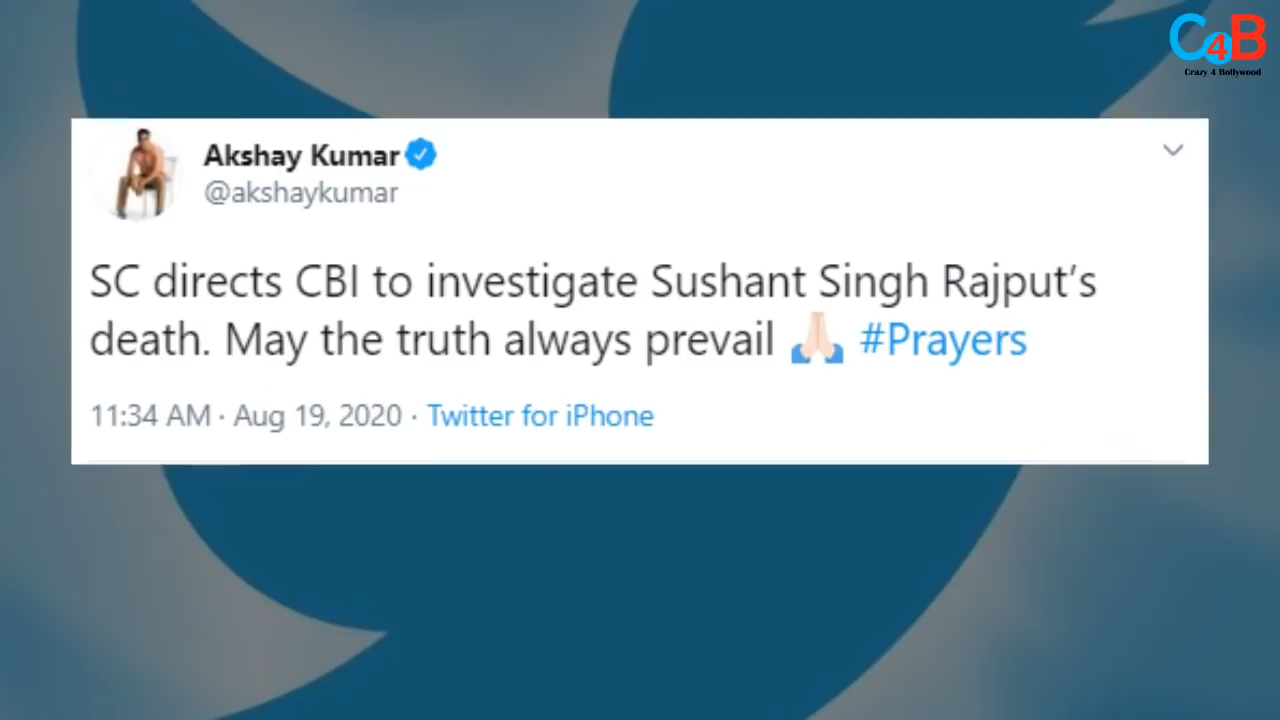 C4B
Crazy 4 Bollywood
Akshay Kumar
@akshaykumar
SC directs CBI to investigate Sushant Singh Rajput's
death. May the truth always prevail 🙏🏻 #Prayers
11:34 AM · Aug 19, 2020 · Twitter for iPhone